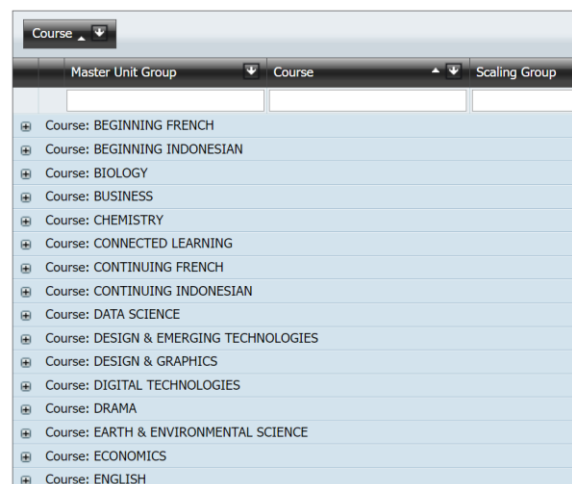 Course
Master Unit Group Course Scaling Group
Course: BEGINNING FRENCH
Course: BEGINNING INDONESIAN
Course: BIOLOGY
Course: BUSINESS
Course: CHEMISTRY
Course: CONNECTED LEARNING
Course: CONTINUING FRENCH
Course: CONTINUING INDONESIAN
Course: DATA SCIENCE
Course: DESIGN & EMERGING TECHNOLOGIES
Course: DESIGN & GRAPHICS
Course: DIGITAL TECHNOLOGIES
Course: DRAMA
Course: EARTH & ENVIRONMENTAL SCIENCE
Course: ECONOMICS
Course: ENGLISH